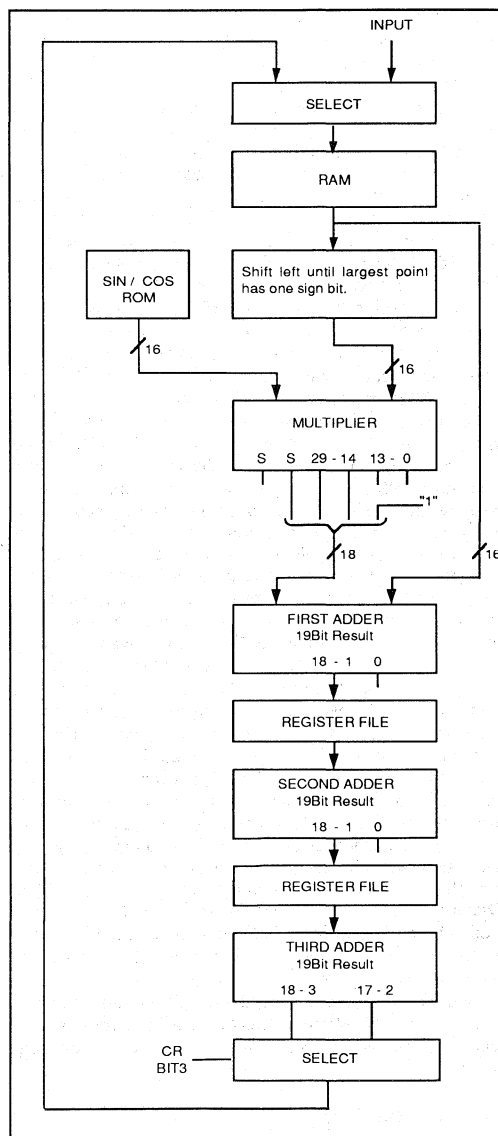 INPUT
SELECT
RAM
SIN / COS
ROM
Shift left until largest point
has one sign bit.
16
16
MULTIPLIER
S S 29 - 14 13 - 0
"1"
18
16
FIRST ADDER
19Bit Result
18 - 1 0
REGISTER FILE
SECOND ADDER
19Bit Result
18 - 1 0
REGISTER FILE
THIRD ADDER
19Bit Result
18 - 3 17 - 2
CR
BIT3
SELECT